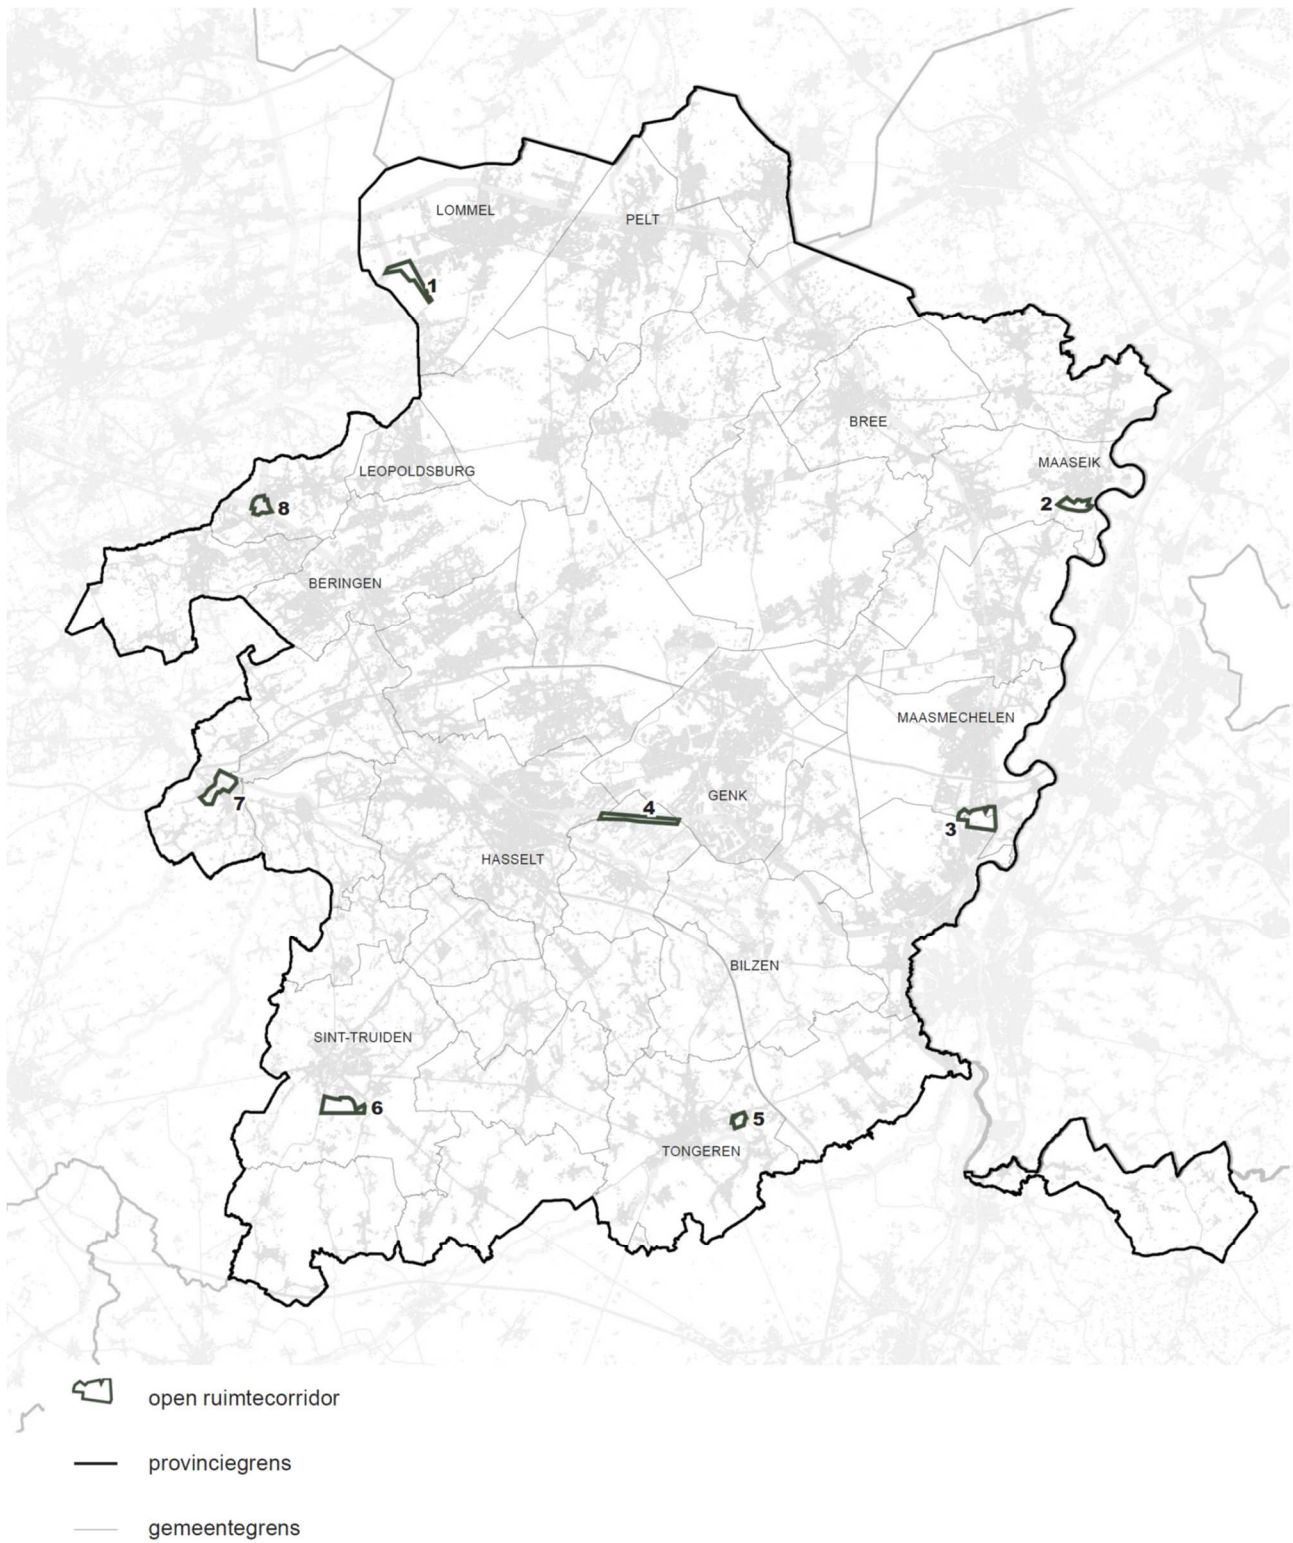 LOMMEL
PELT
1
BREE
MAASEIK
LEOPOLDSBURG
2
8
BERINGEN
MAASMECHELEN
GENK
7
4
3
HASSELT
BILZEN
SINT-TRUIDEN
6
5
TONGEREN
open ruimtecorridor
provinciegrens
gemeentegrens